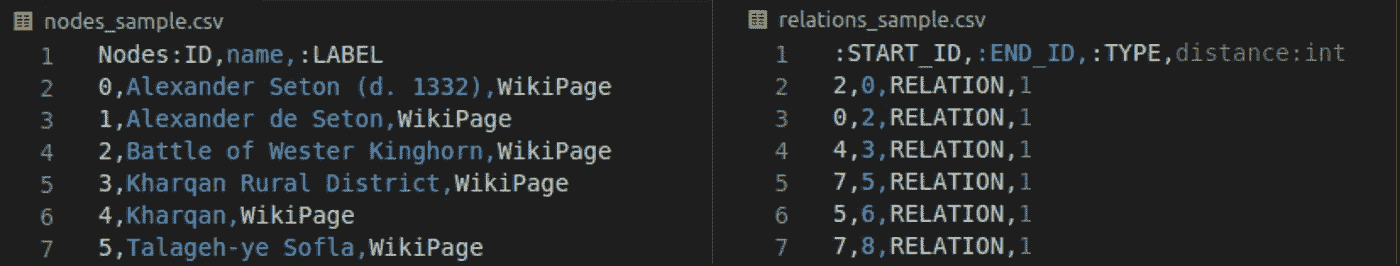 nodes_sample.csv
1 Nodes:ID,name,:LABEL
2 0,Alexander Seton (d. 1332),WikiPage
3 1,Alexander de Seton,WikiPage
4 2,Battle of Wester Kinghorn,WikiPage
5 3,Kharqan Rural District,WikiPage
6 4,Kharqan,WikiPage
7 5,Talageh-ye Sofla,WikiPage
relations_sample.csv
1 :START_ID,:END_ID,:TYPE,distance:int
2 2,0,RELATION,1
3 0,2,RELATION,1
4 4,3,RELATION,1
5 7,5,RELATION,1
6 5,6,RELATION,1
7 7,8,RELATION,1